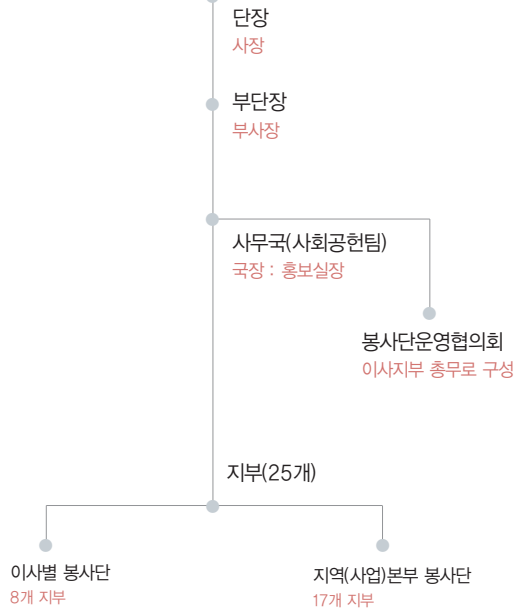 단장
사장
부단장
부사장
사무국(사회공헌팀)
국장 : 홍보실장
봉사단운영협의회
이사지부 총무로 구성
지부(25개)
이사별 봉사단
8개 지부
지역(사업)본부 봉사단
17개 지부